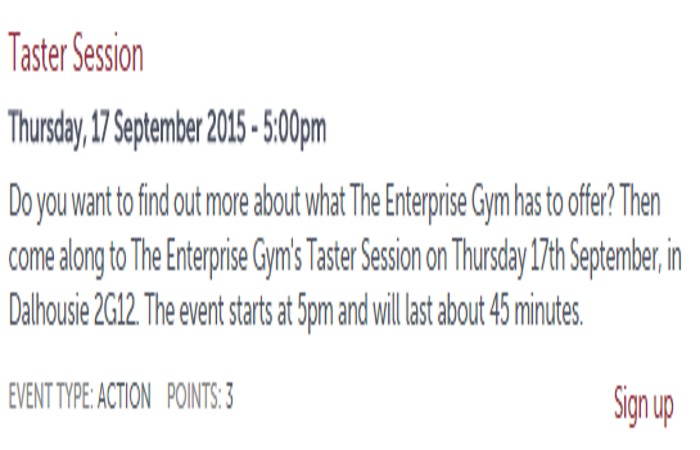 Taster Session
Thursday, 17 September 2015 - 5:00pm
Do you want to find out more about what The Enterprise Gym has to offer? Then
come along to The Enterprise Gym's Taster Session on Thursday 17th September, in
Dalhousie 2G12. The event starts at 5pm and will last about 45 minutes.
EVENT TYPE: ACTION POINTS: 3
Sign up